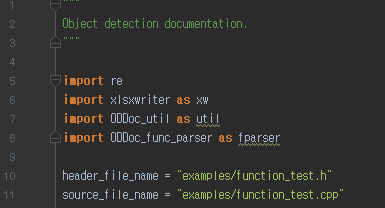 1 """
2 Object detection documentation.
3 """
4
5 import re
6 import xlsxwriter as xw
7 import ODDoc_util as util
8 import ODDoc_func_parser as fparser
9
10 header_file_name = "examples/function_test.h"
11 source_file_name = "examples/function_test.cpp"